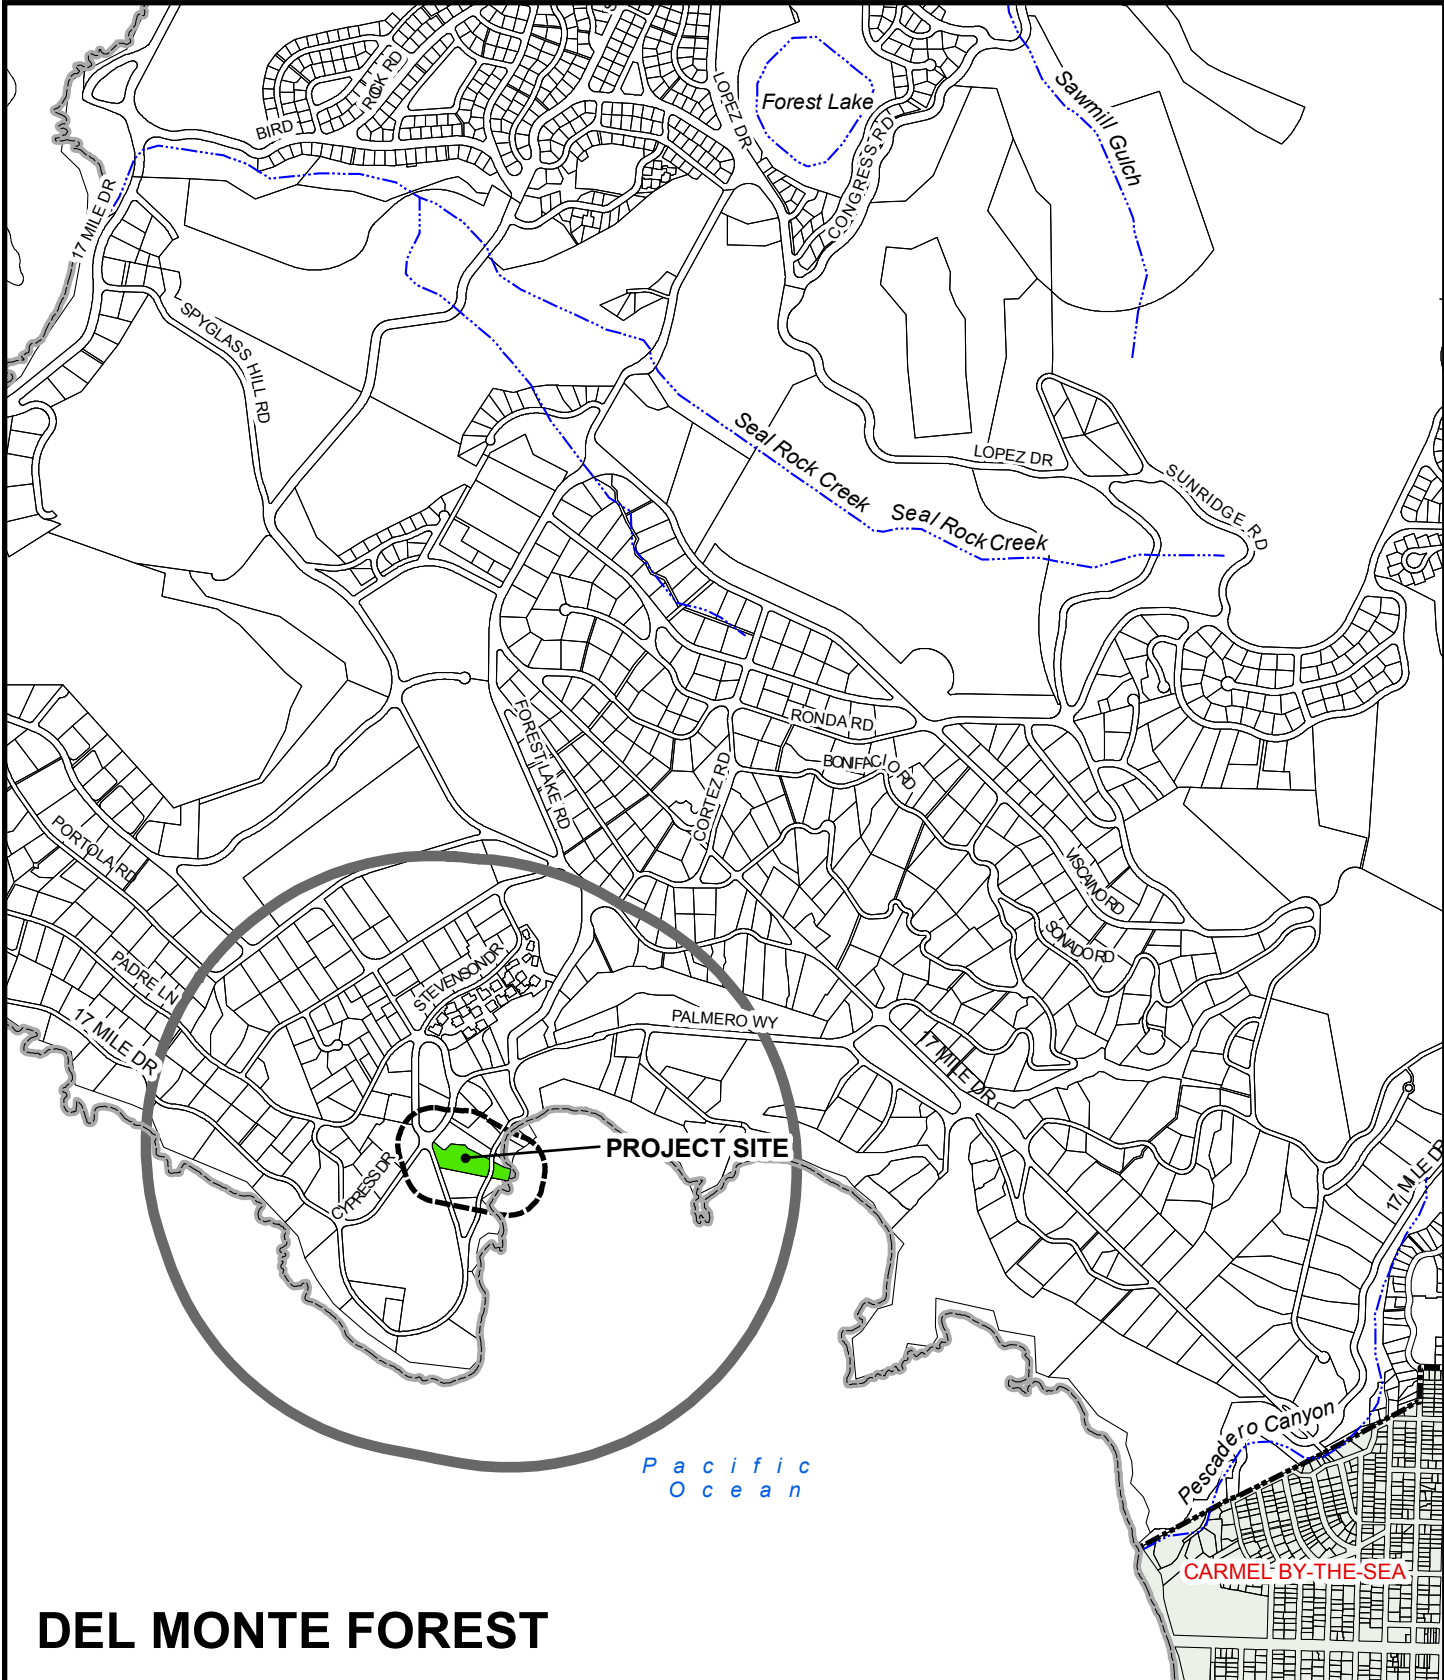 Forest Lake
Sawmill Gulch
ROCK RD
BIRD
LOPEZ DR
CONGRESS RD
17 MILE DR
SPYGLASS HILL RD
Seal Rock Creek
Seal Rock Creek
LOPEZ DR
SUNRIDGE RD
FOREST LAKE RD
RONDA RD
BONIFACIO RD
CORTEZ RD
PORTOLA RD
VISCAINO RD
SONADO RD
STEVENSON DR
PADRE LN
17 MILE DR
PALMERO WY
17 MILE DR
PROJECT SITE
CYPRESS DR
17 MILE DR
Pescadero Canyon
Pacific
Ocean
CARMEL BY-THE-SEA
DEL MONTE FOREST